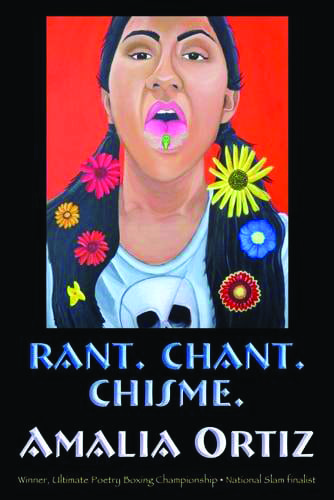 RANT. CHANT.
CHISME.
AMALIA ORTIZ
Winner, Ultimate Poetry Boxing Championship • National Slam finalist